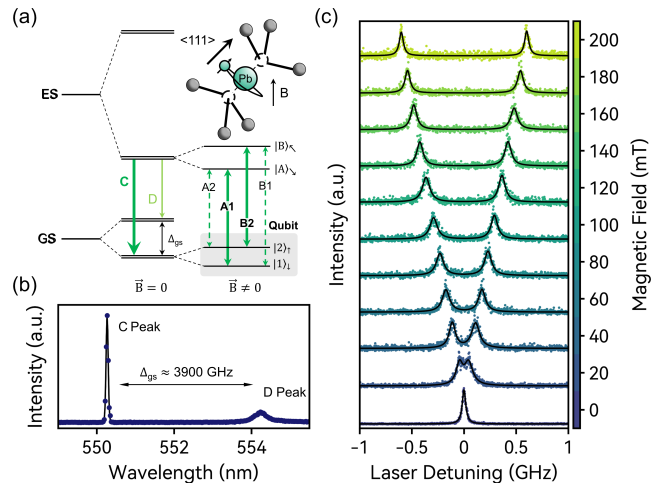 (a)
<111>
Pb
B
ES
|B⟩↖
|A⟩↘
C
D
A2
A1
B2
B1
Qubit
GS
Δgs
|2⟩↑
|1⟩↓
B⃗ = 0
B⃗ ≠ 0
(b)
Intensity (a.u.)
C Peak
Δgs ≈ 3900 GHz
D Peak
550
552
554
Wavelength (nm)
(c)
Intensity (a.u.)
-1
-0.5
0
0.5
1
Laser Detuning (GHz)
200
180
160
140
120
100
80
60
40
20
0
Magnetic Field (mT)